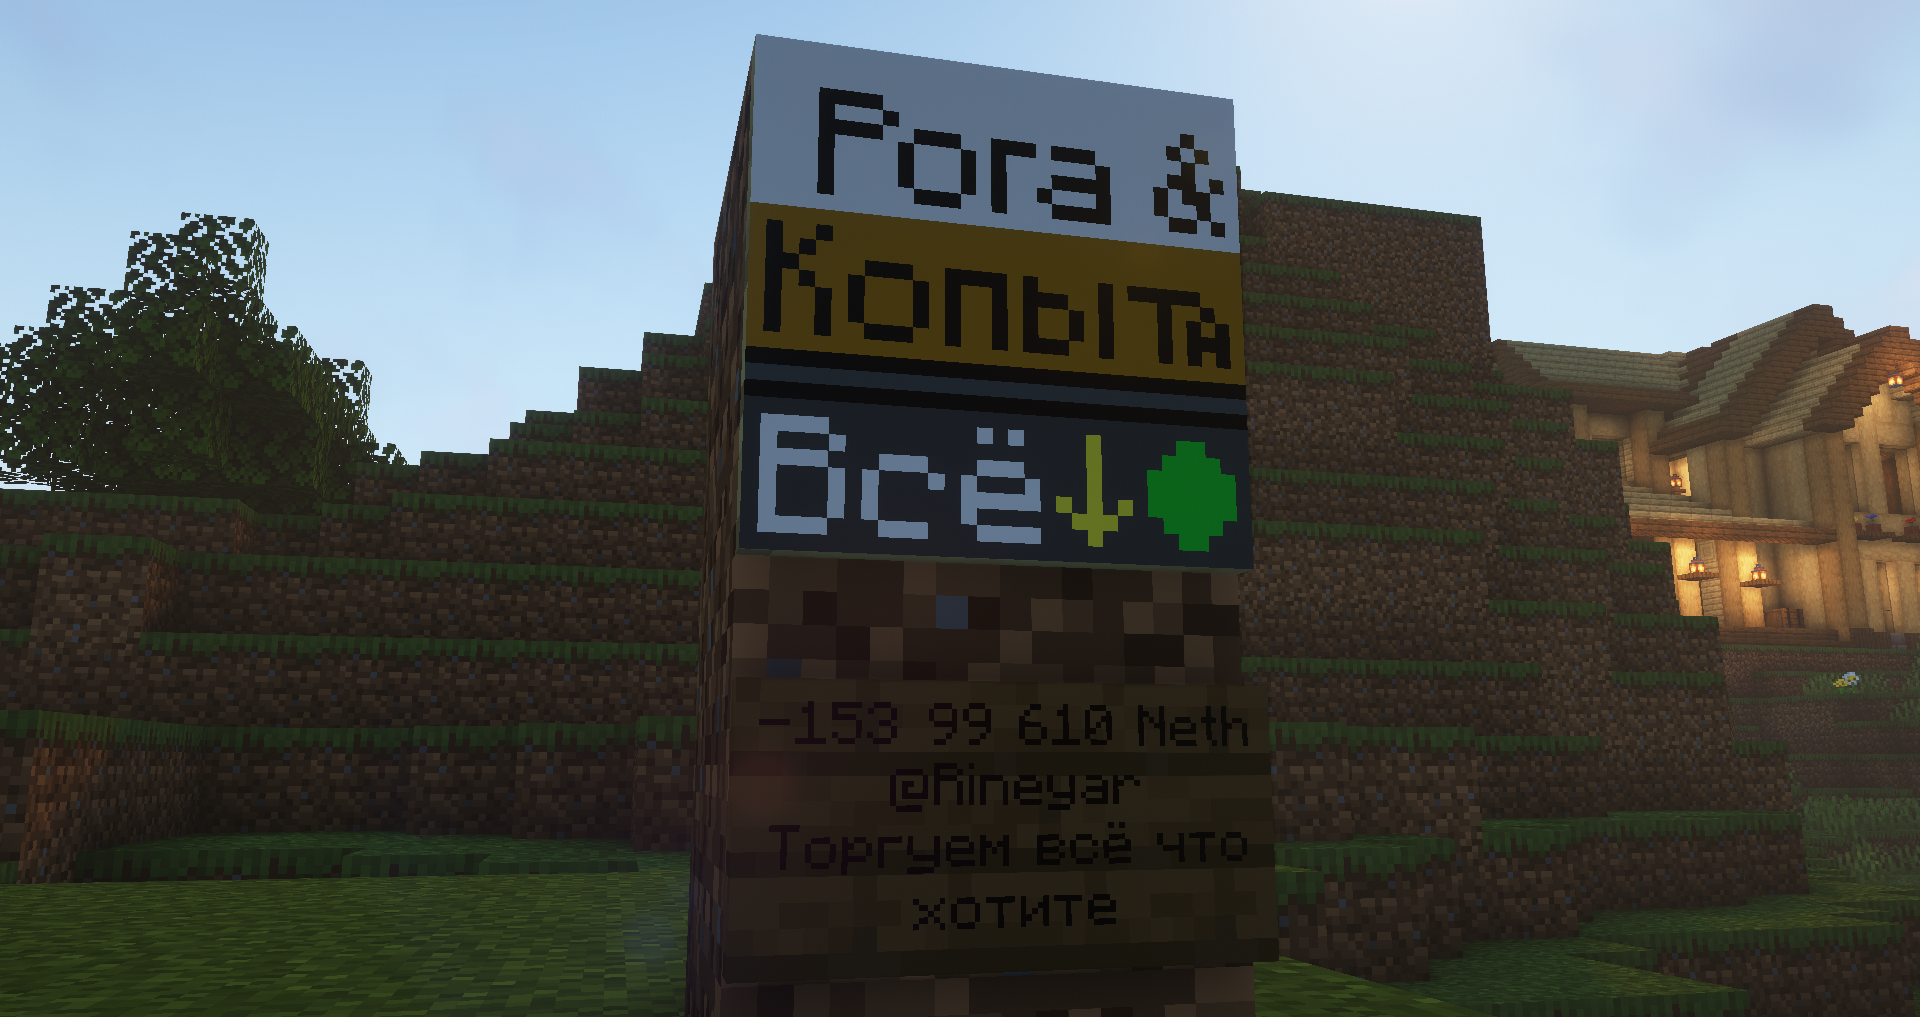 Рога &
Копыта
Всё
-153 99 610 Neth
@Rineyar
Торгуем всё что
хотите